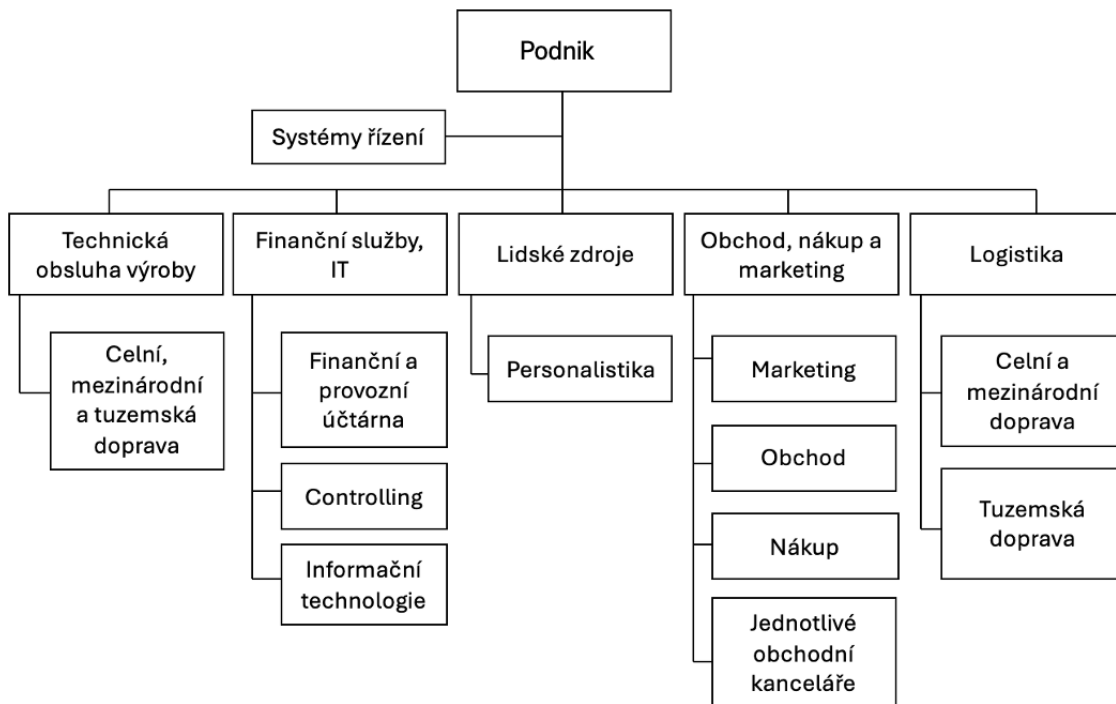 Podnik
Systémy řízení
Technická
obsluha výroby
Finanční služby,
IT
Lidské zdroje
Obchod, nákup a
marketing
Logistika
Celní,
mezinárodní
a tuzemská
doprava
Finanční a
provozní
účtárna
Controlling
Informační
technologie
Personalistika
Marketing
Obchod
Nákup
Jednotlivé
obchodní
kanceláře
Celní a
mezinárodní
doprava
Tuzemská
doprava